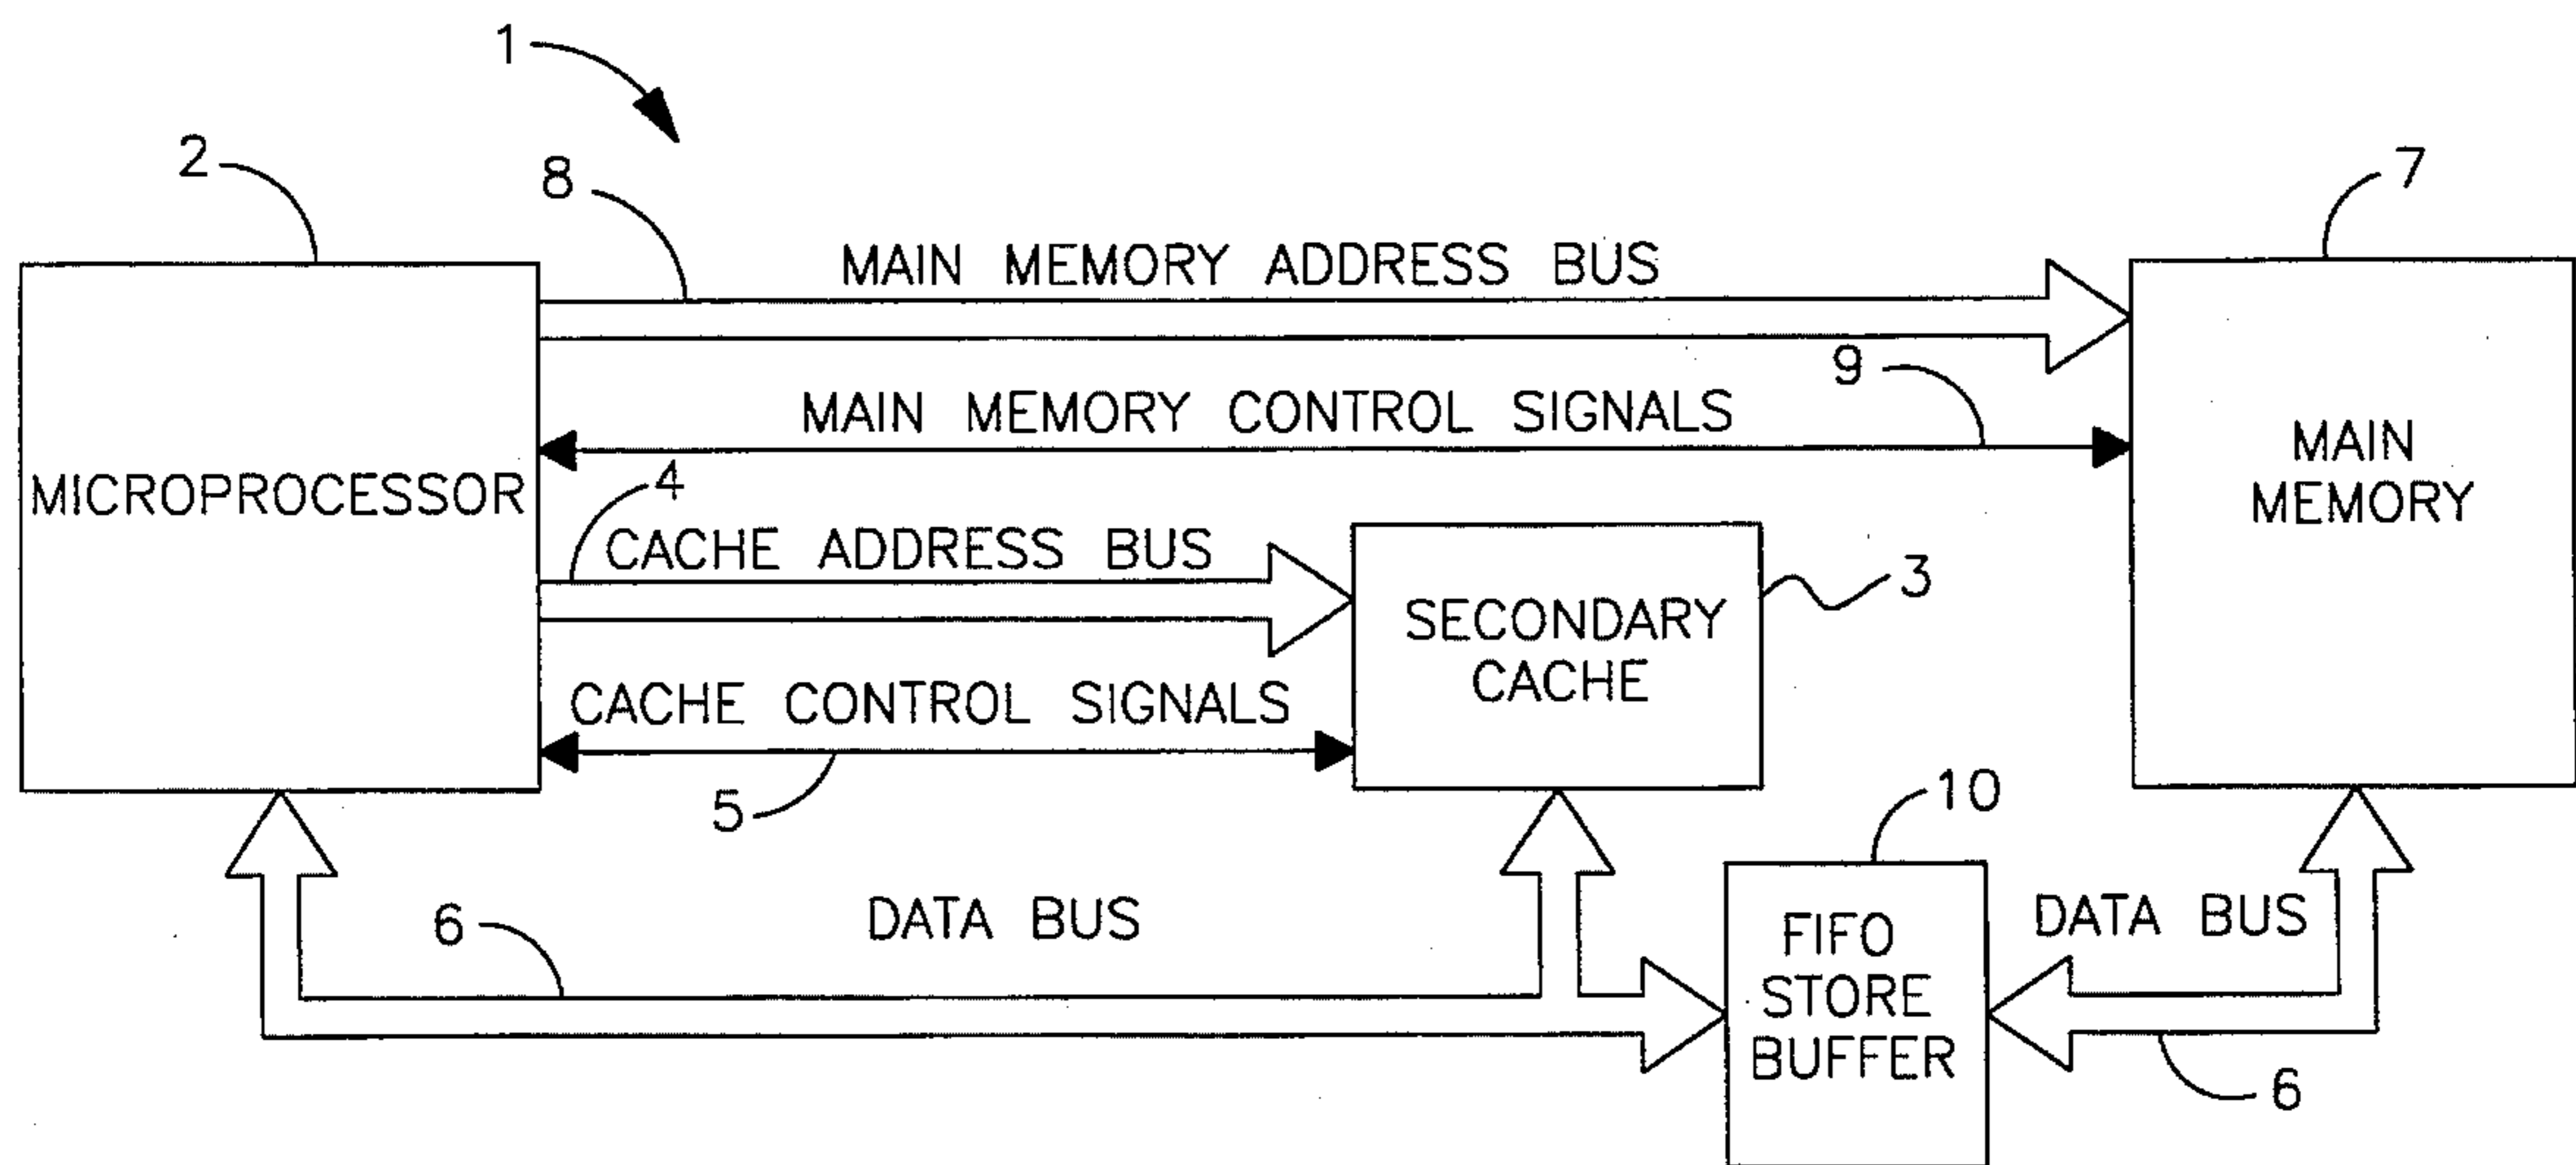 1
2
8
7
MAIN MEMORY ADDRESS BUS
9
MAIN MEMORY CONTROL SIGNALS
MICROPROCESSOR
MAIN
MEMORY
4
CACHE ADDRESS BUS
3
SECONDARY
CACHE
CACHE CONTROL SIGNALS
5
10
6
DATA BUS
FIFO
STORE
BUFFER
DATA BUS
6